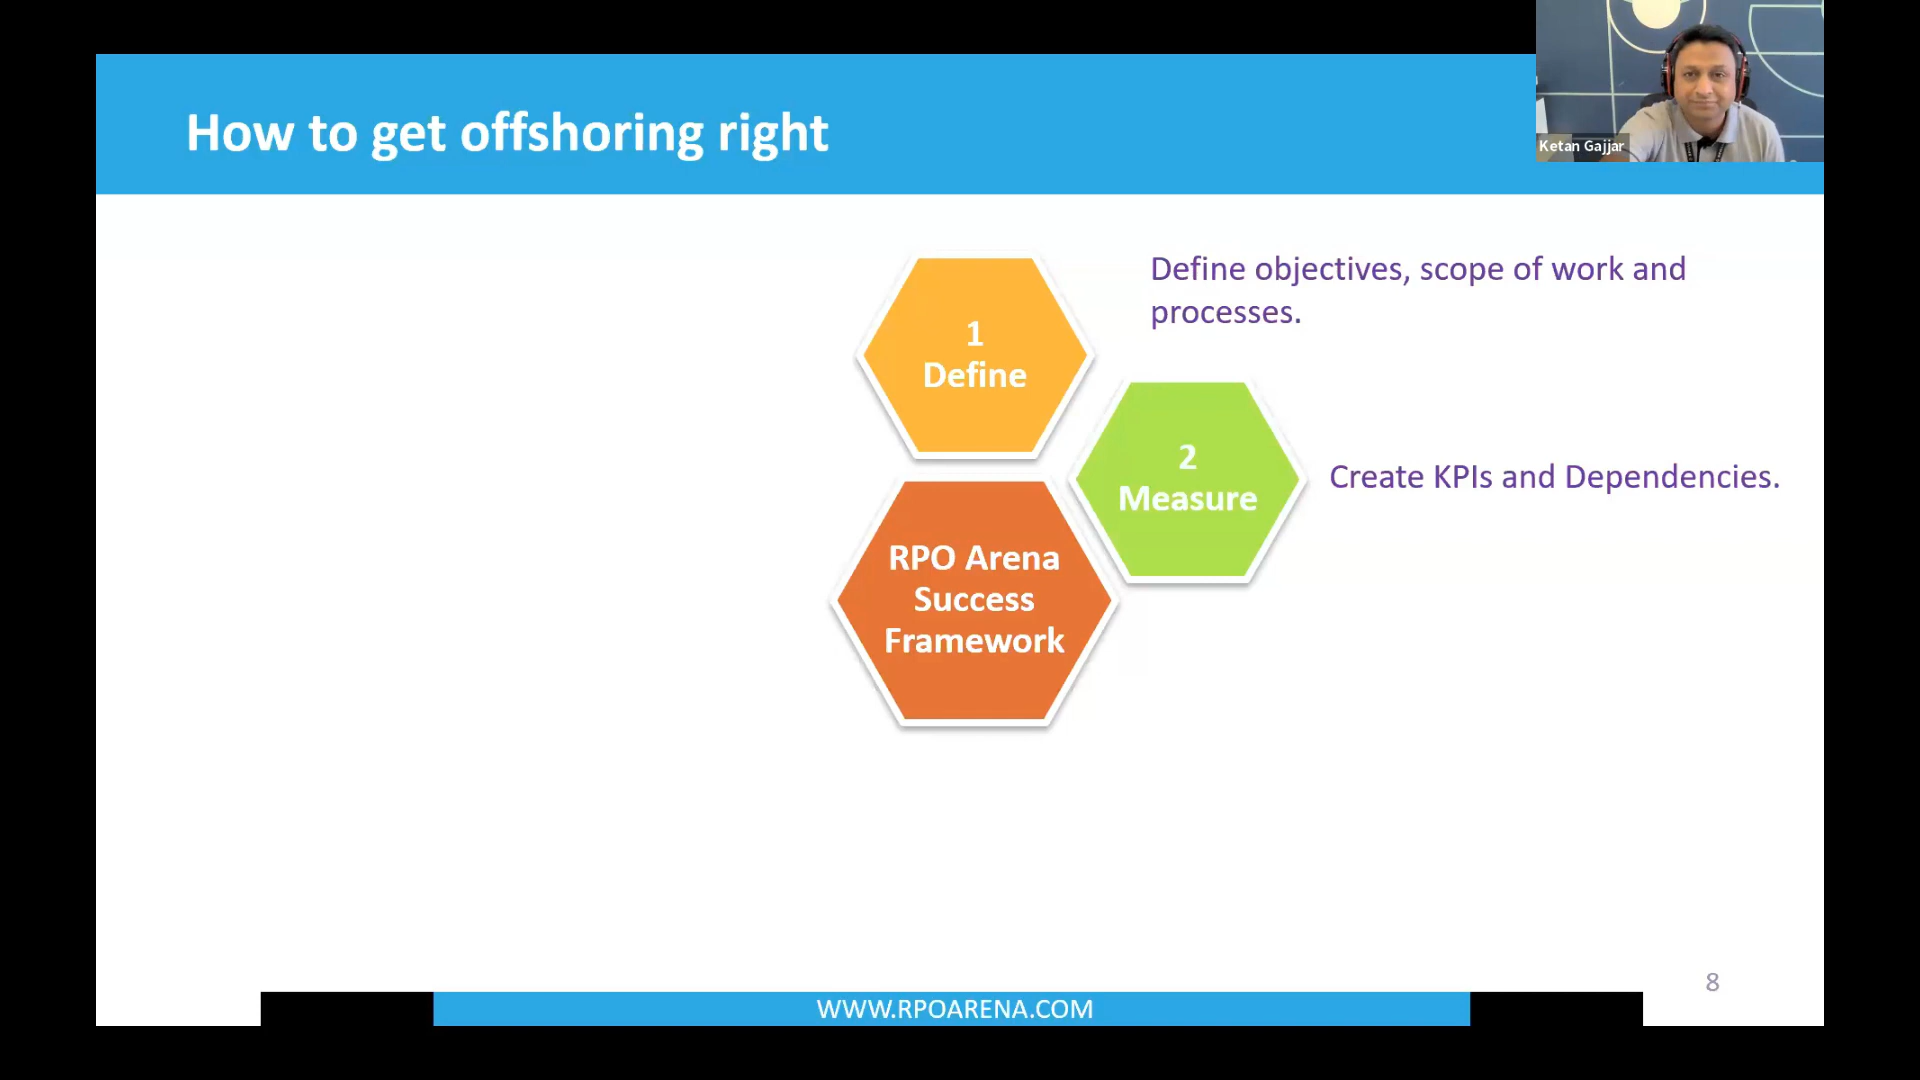 How to get offshoring right
Ketan Gajjar
Define objectives, scope of work and
processes.
1
Define
2
Measure
Create KPIs and Dependencies.
RPO Arena
Success
Framework
8
WWW.RPOARENA.COM